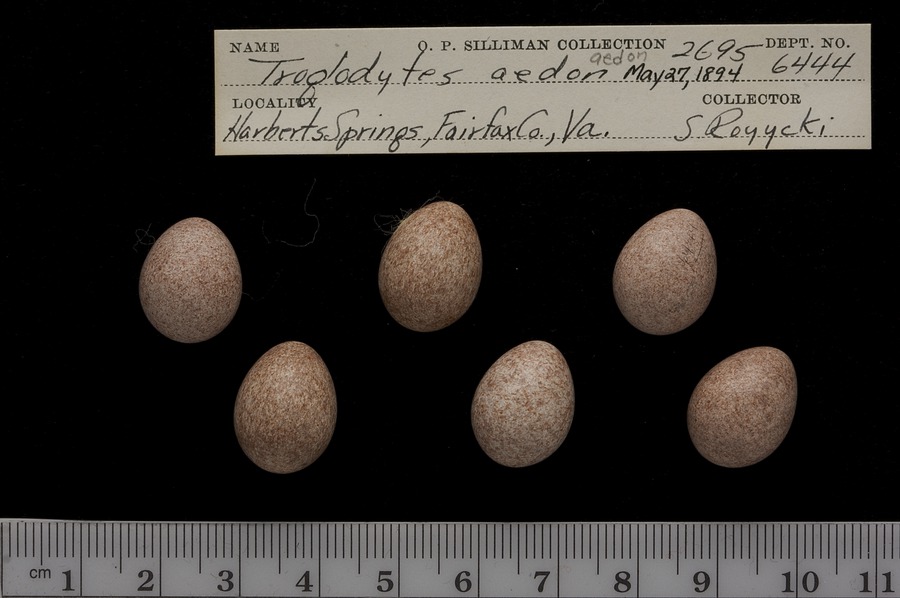 NAME O. P. SILLIMAN COLLECTION 2695 DEPT. NO.
aedon
Troglodytes aedon May 27, 1894 6444
LOCALITY COLLECTOR
Harberts Springs, Fairfax Co., Va. S Royycki
cm 1 2 3 4 5 6 7 8 9 10 11